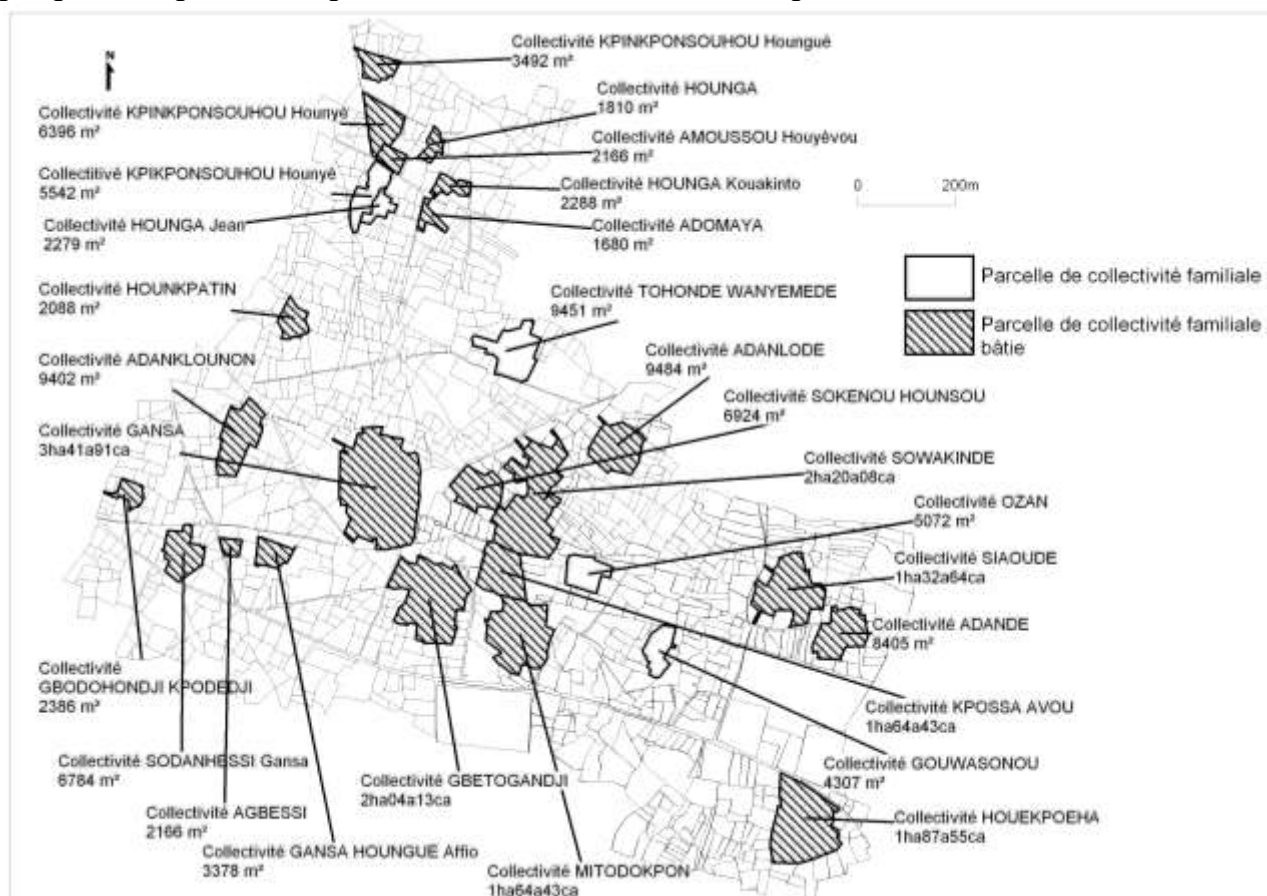 Collectivité KPINKPONSOUHOU Houngué
3492 m²
N
Collectivité HOUNGA
1810 m²
Collectitivé KPINKPONSOUHOU Hounyé
6396 m²
Collectivité AMOUSSOU Houyèvou
2166 m²
Collectitivé KPIKPONSOUHOU Hounyé
5542 m²
Collectivité HOUNGA Kouakinto
2288 m²
0 200m
Collectivité HOUNGA Jean
2279 m²
Collectivité ADOMAYA
1680 m²
Parcelle de collectivité familiale
Parcelle de collectivité familiale
bâtie
Collectivité HOUNKPATIN
2088 m²
Collectivité TOHONDE WANYEMEDE
9451 m²
Collectivité ADANKLOUNON
9402 m²
Collectivité ADANLODE
9484 m²
Collectivité SOKENOU HOUNSOU
6924 m²
Collectivité GANSA
3ha41a91ca
Collectivité SOWAKINDE
2ha20a08ca
Collectivité OZAN
5072 m²
Collectivité SIAOUDE
1ha32a64ca
Collectivité ADANDE
8405 m²
Collectivité
GBODOHONDJI KPODEDJI
2386 m²
Collectivité KPOSSA AVOU
1ha64a43ca
Collectivité SODANHESSI Gansa
6784 m²
Collectivité GOUWASONOU
4307 m²
Collectivité GBETOGANDJI
2ha04a13ca
Collectivité AGBESSI
2166 m²
Collectivité HOUEKPOEHA
1ha87a55ca
Collectivité GANSA HOUNGUE Affio
3378 m²
Collectivité MITODOKPON
1ha64a43ca